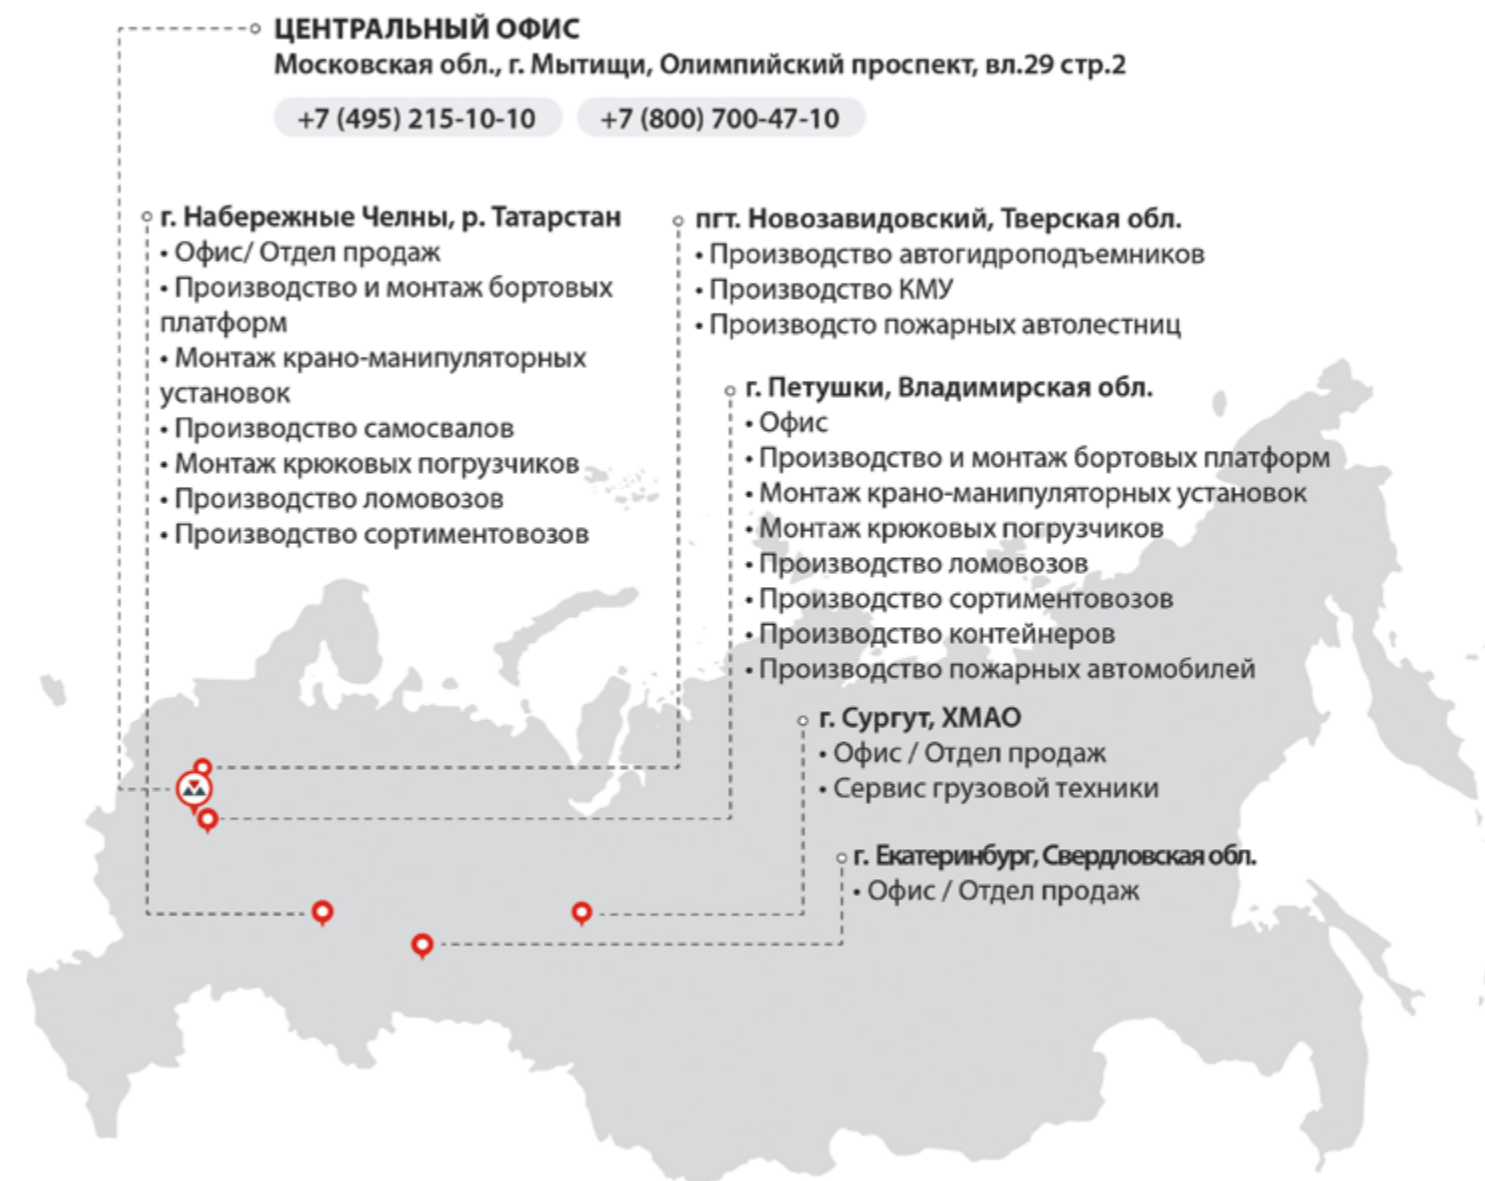 ЦЕНТРАЛЬНЫЙ ОФИС
Московская обл., г. Мытищи, Олимпийский проспект, вл.29 стр.2
+7 (495) 215-10-10 +7 (800) 700-47-10
г. Набережные Челны, р. Татарстан
• Офис/ Отдел продаж
• Производство и монтаж бортовых
платформ
• Монтаж крано-манипуляторных
установок
• Производство самосвалов
• Монтаж крюковых погрузчиков
• Производство ломовозов
• Производство сортиментовозов
пгт. Новозавидовский, Тверская обл.
• Производство автогидроподъемников
• Производство КМУ
• Производсто пожарных автолестниц
г. Петушки, Владимирская обл.
• Офис
• Производство и монтаж бортовых платформ
• Монтаж крано-манипуляторных установок
• Монтаж крюковых погрузчиков
• Производство ломовозов
• Производство сортиментовозов
• Производство контейнеров
• Производство пожарных автомобилей
г. Сургут, ХМАО
• Офис / Отдел продаж
• Сервис грузовой техники
г. Екатеринбург, Свердловская обл.
• Офис / Отдел продаж